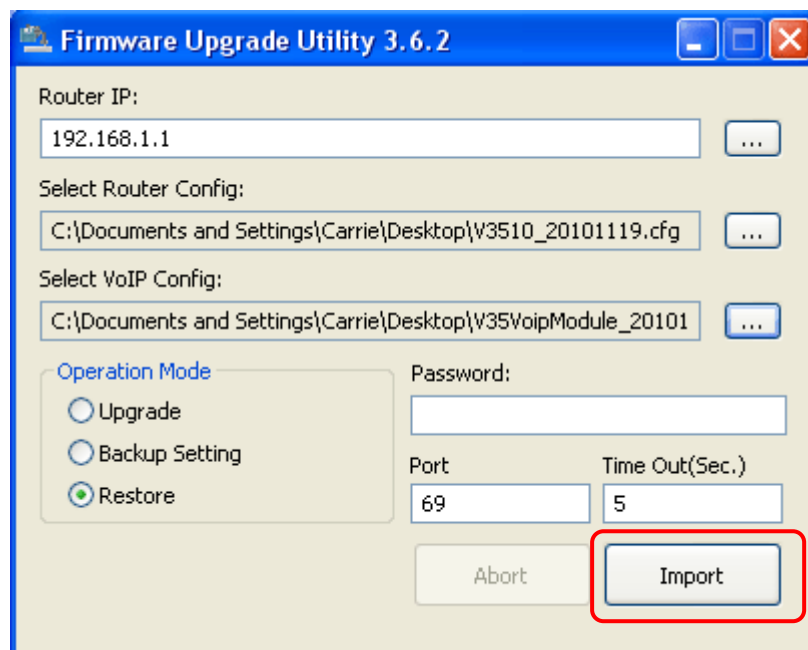 Firmware Upgrade Utility 3.6.2
Router IP:
192.168.1.1
...
Select Router Config:
C:\Documents and Settings\Carrie\Desktop\V3510_20101119.cfg
...
Select VoIP Config:
C:\Documents and Settings\Carrie\Desktop\V35VoipModule_20101
...
Operation Mode
Upgrade
Backup Setting
Restore
Password:
Port Time Out(Sec.)
69 5
Abort Import